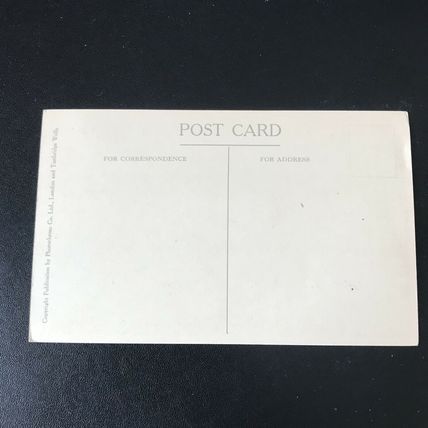 POST CARD
FOR CORRESPONDENCE
FOR ADDRESS
Copyright Publication by Photochrom Co. Ltd., London and Tunbridge Wells.